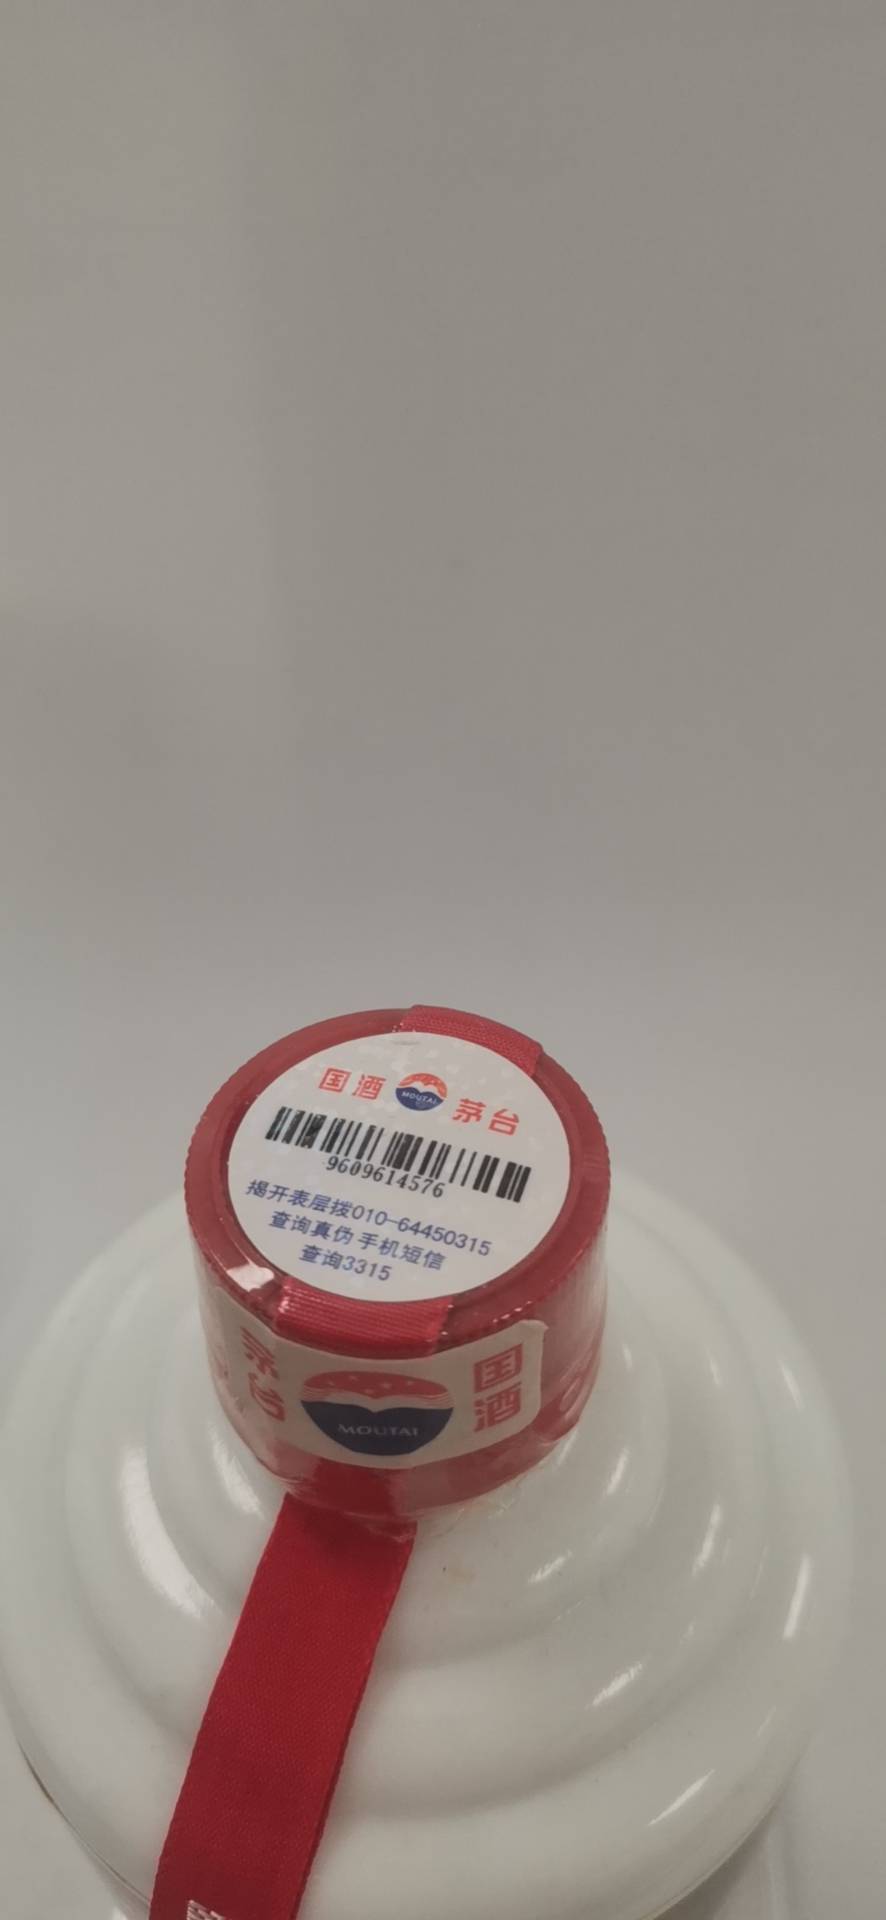 国酒 MOUTAI 茅台
9609614576
揭开表层拨010-64450315
查询真伪 手机短信
查询3315
茅台 MOUTAI 国酒